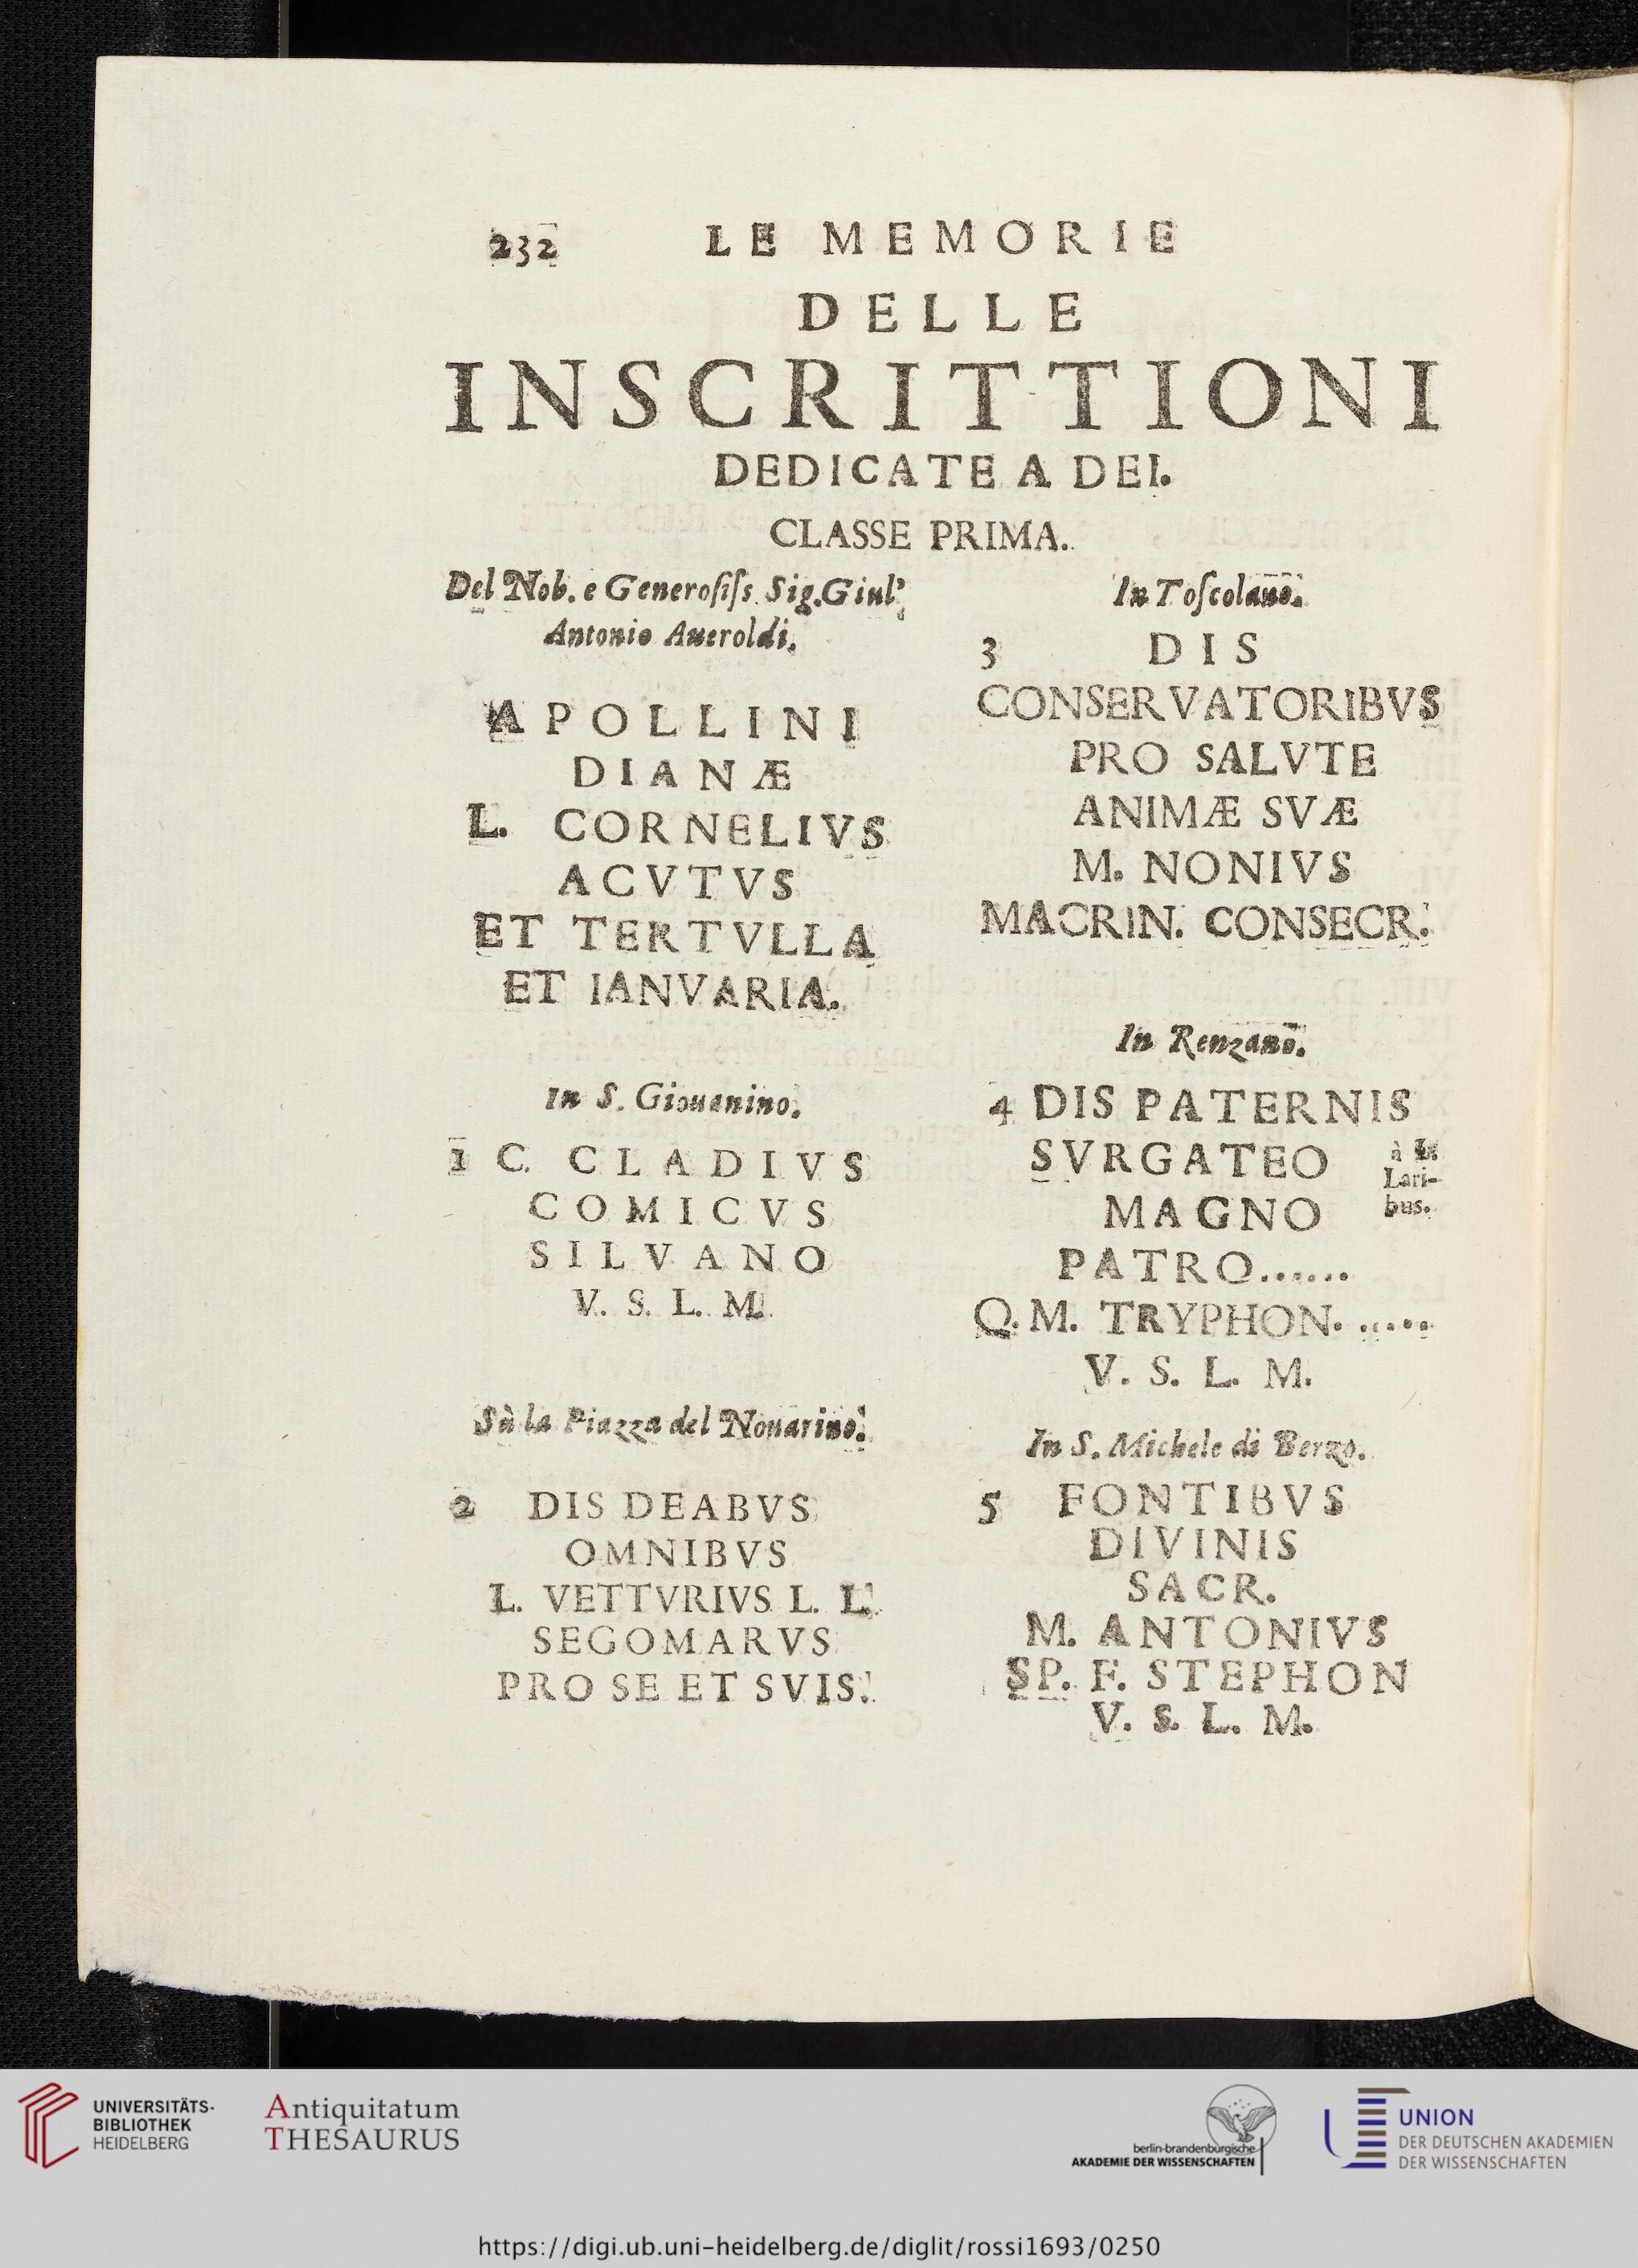 232 LE MEMORIE
DELLE
INSCRITTIONI
DEDICATE A DEI.
CLASSE PRIMA.
Del Nob. e Generoſiſs. Sig. Giul'
Antonio Aueroldi.
APOLLINI
DIANÆ
L. CORNELIVS
ACVTVS
ET TERTVLLA
ET IANVARIA.
In S. Giouanino.
1 C. CLADIVS
COMICVS
SILVANO
V. S. L. M.
Sù la Piazza del Nouarino.
2 DIS DEABVS
OMNIBVS
L. VETTVRIVS L. L.
SEGOMARVS
PRO SE ET SVIS.
In Toſcolano.
3 DIS
CONSERVATORIBVS
PRO SALVTE
ANIMÆ SVÆ
M. NONIVS
MACRIN. CONSECR.
In Renzano.
4 DIS PATERNIS
SVRGATEO
MAGNO
PATRO......
Q. M. TRYPHON. .....
V. S. L. M.
à
Lari-
bus.
In S. Michele di Berzo.
5 FONTIBVS
DIVINIS
SACR.
M. ANTONIVS
SP. F. STEPHON
V. S. L. M.
UNIVERSITÄTS-
BIBLIOTHEK
HEIDELBERG
Antiquitatum
THESAURUS
berlin-brandenburgische
AKADEMIE DER WISSENSCHAFTEN
UNION
DER DEUTSCHEN AKADEMIEN
DER WISSENSCHAFTEN
https://digi.ub.uni-heidelberg.de/diglit/rossi1693/0250